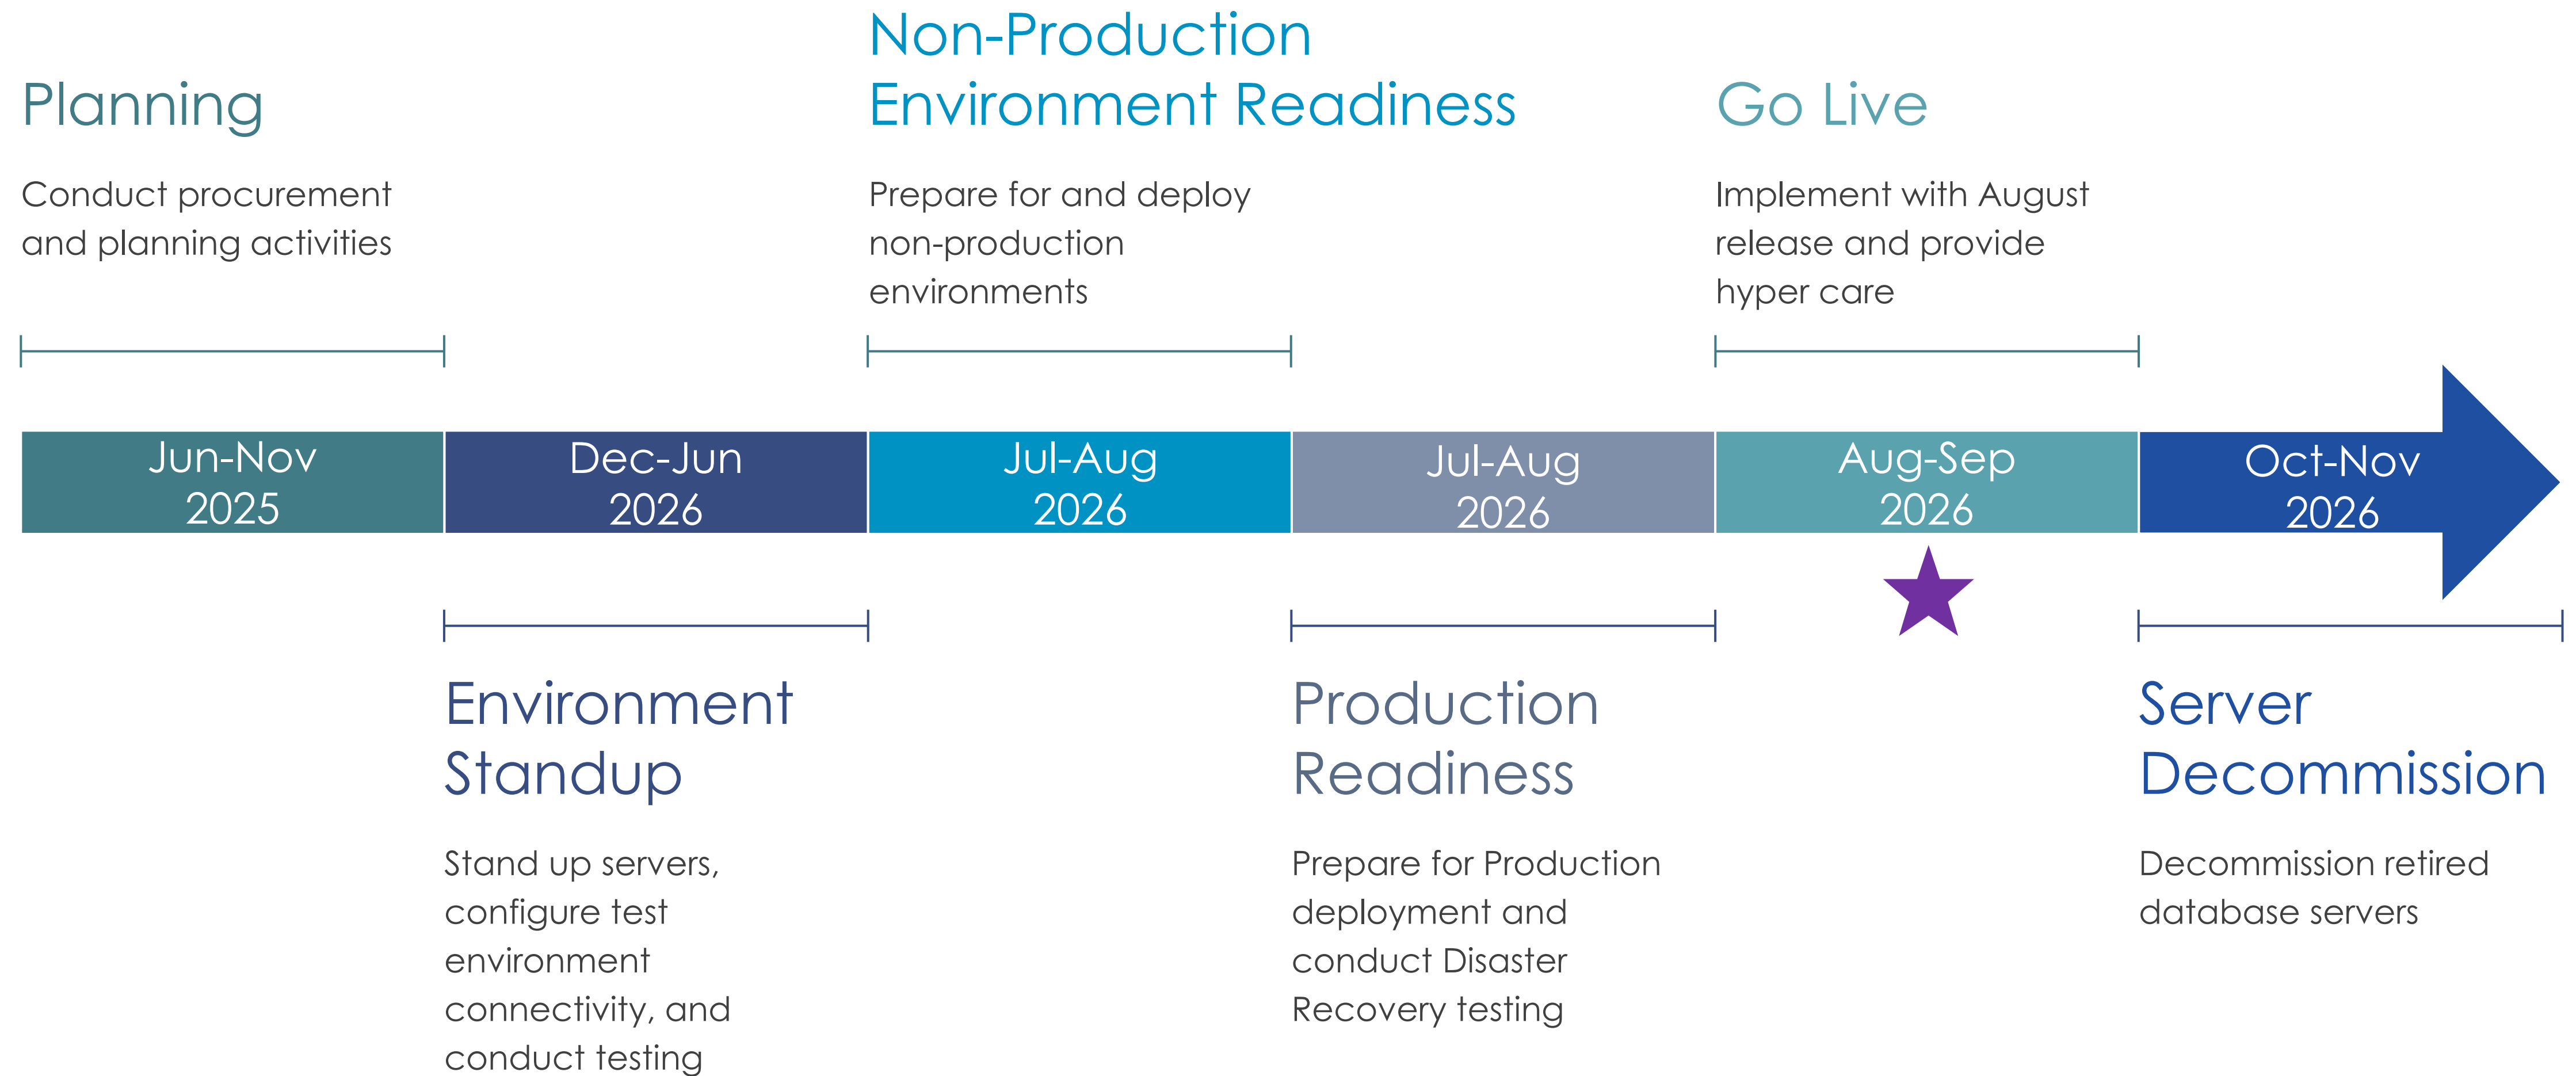 Planning
Conduct procurement
and planning activities
Non-Production
Environment Readiness
Prepare for and deploy
non-production
environments
Go Live
Implement with August
release and provide
hyper care
Jun-Nov
2025
Dec-Jun
2026
Jul-Aug
2026
Jul-Aug
2026
Aug-Sep
2026
Oct-Nov
2026
Environment
Standup
Stand up servers,
configure test
environment
connectivity, and
conduct testing
Production
Readiness
Prepare for Production
deployment and
conduct Disaster
Recovery testing
Server
Decommission
Decommission retired
database servers